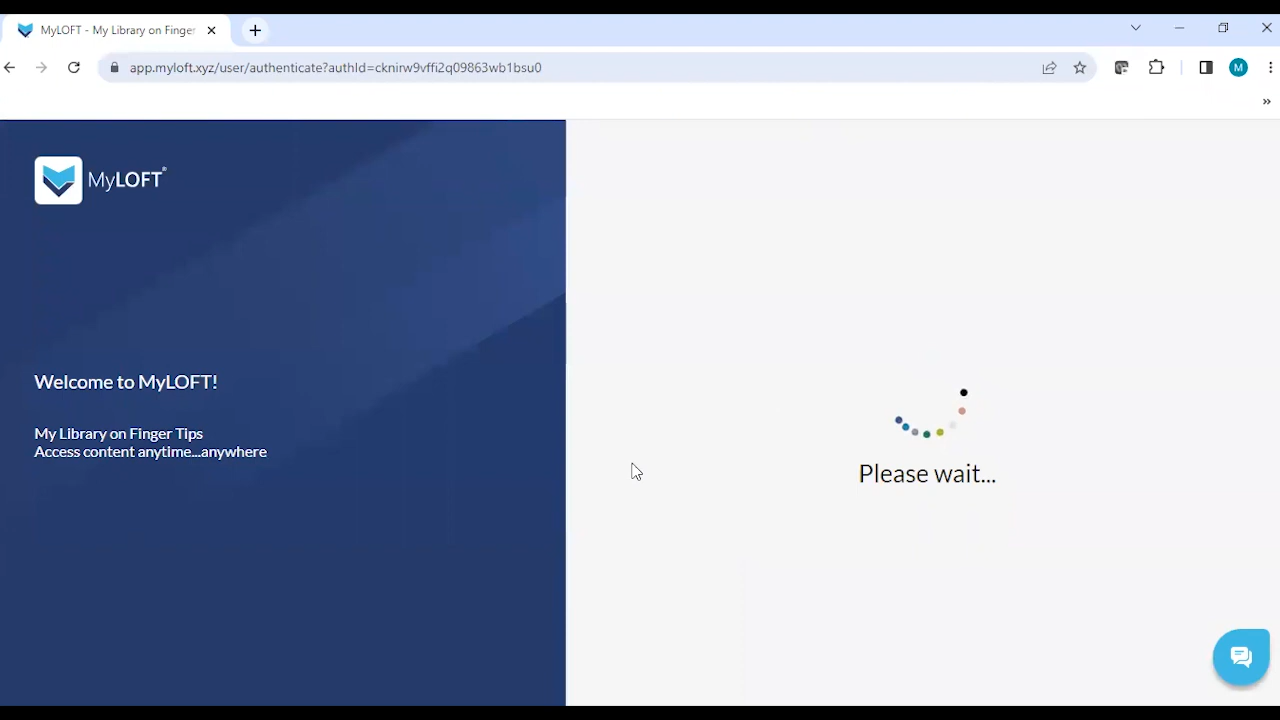 MyLOFT - My Library on Finger
app.myloft.xyz/user/authenticate?authId=cknirw9vffi2q09863wb1bsu0
M
MyLOFT®
Welcome to MyLOFT!
My Library on Finger Tips
Access content anytime...anywhere
Please wait...